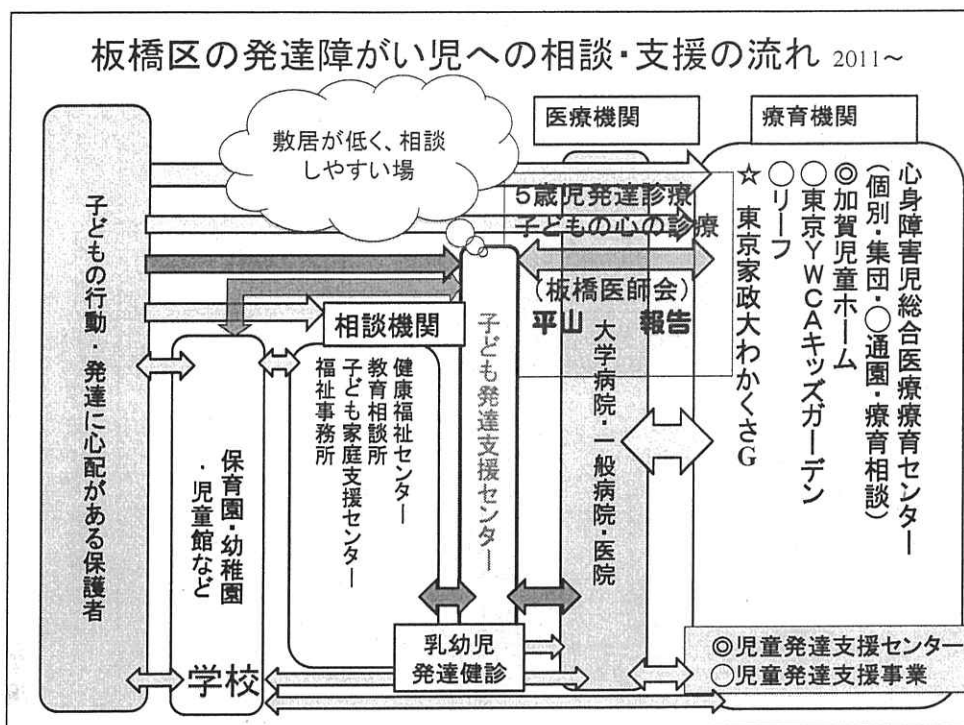 板橋区の発達障がい児への相談・支援の流れ 2011～
敷居が低く、相談
しやすい場
医療機関
療育機関
子どもの行動・発達に心配がある保護者
5歳児発達診療
子どもの心の診療
(板橋医師会)
平山 報告
相談機関
保育園・幼稚園
・児童館など
学校
健康福祉センター
教育相談所
子ども家庭支援センター
福祉事務所
子ども発達支援センター
大学病院・一般病院・医院
心身障害児総合医療療育センター
(個別・集団・○通園・療育相談)
◎加賀児童ホーム
○東京YWCAキッズガーデン
○リーフ
☆ 東京家政大わかくさG
乳幼児
発達健診
◎児童発達支援センター
○児童発達支援事業